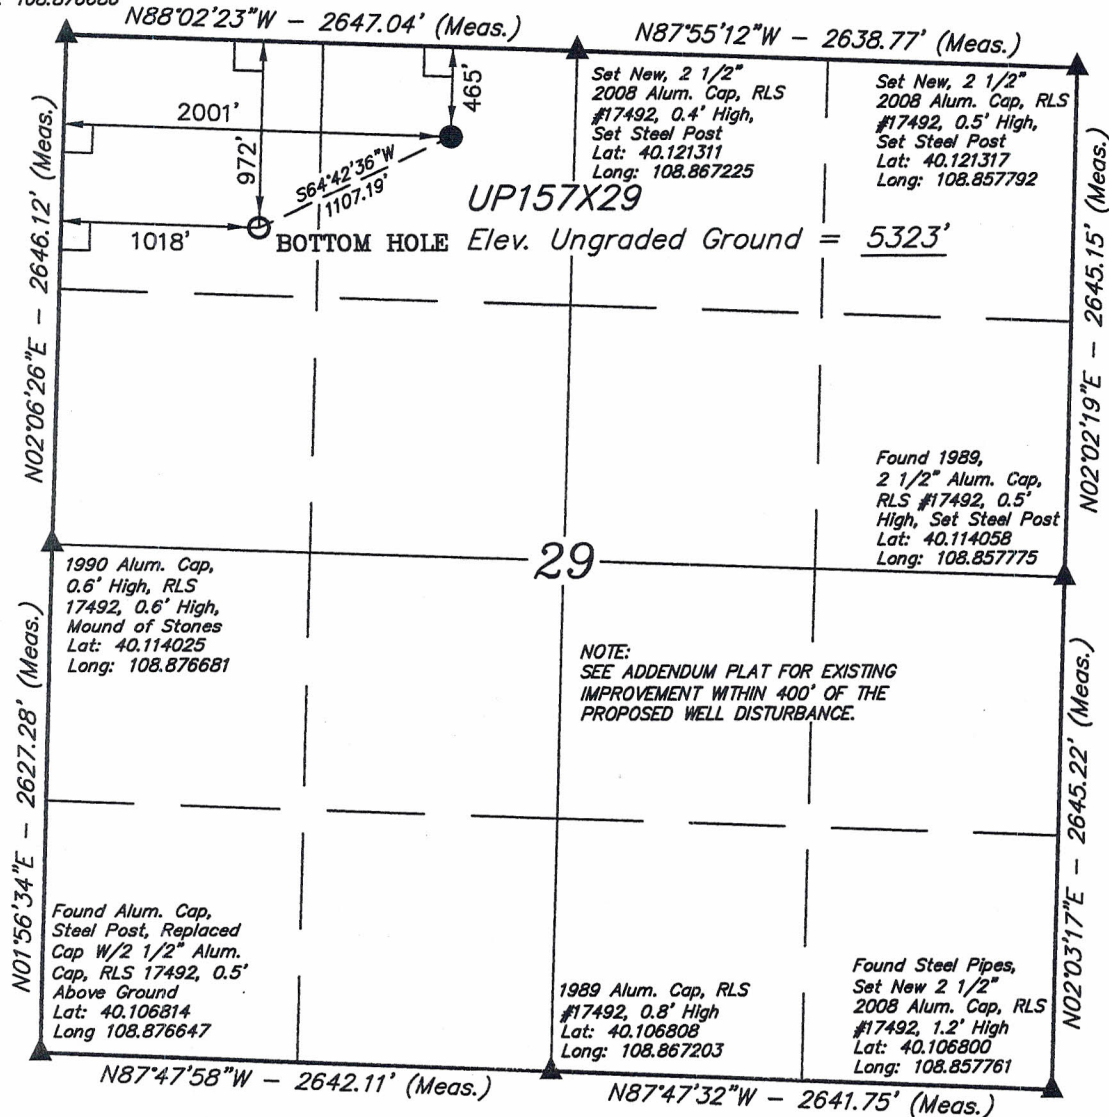 N88°02'23"W - 2647.04' (Meas.)
N87°55'12"W - 2638.77' (Meas.)
Set New, 2 1/2"
2008 Alum. Cap, RLS
#17492, 0.4' High,
Set Steel Post
Lat: 40.121311
Long: 108.867225
Set New, 2 1/2"
2008 Alum. Cap, RLS
#17492, 0.5' High,
Set Steel Post
Lat: 40.121317
Long: 108.857792
465'
2001'
972'
S64°42'36"W
1107.19'
1018'
BOTTOM HOLE
UP157X29
Elev. Ungraded Ground = 5323'
N02°06'26"E - 2646.12' (Meas.)
N02°02'19"E - 2645.15' (Meas.)
Found 1989,
2 1/2" Alum. Cap,
RLS #17492, 0.5'
High, Set Steel Post
Lat: 40.114058
Long: 108.857775
29
1990 Alum. Cap,
0.6' High, RLS
17492, 0.6' High,
Mound of Stones
Lat: 40.114025
Long: 108.876681
NOTE:
SEE ADDENDUM PLAT FOR EXISTING
IMPROVEMENT WITHIN 400' OF THE
PROPOSED WELL DISTURBANCE.
N01°56'34"E - 2627.28' (Meas.)
N02°03'17"E - 2645.22' (Meas.)
Found Alum. Cap,
Steel Post, Replaced
Cap W/2 1/2" Alum.
Cap, RLS 17492, 0.5'
Above Ground
Lat: 40.106814
Long 108.876647
1989 Alum. Cap, RLS
#17492, 0.8' High
Lat: 40.106808
Long: 108.867203
Found Steel Pipes,
Set New 2 1/2"
2008 Alum. Cap, RLS
#17492, 1.2' High
Lat: 40.106800
Long: 108.857761
N87°47'58"W - 2642.11' (Meas.)
N87°47'32"W - 2641.75' (Meas.)